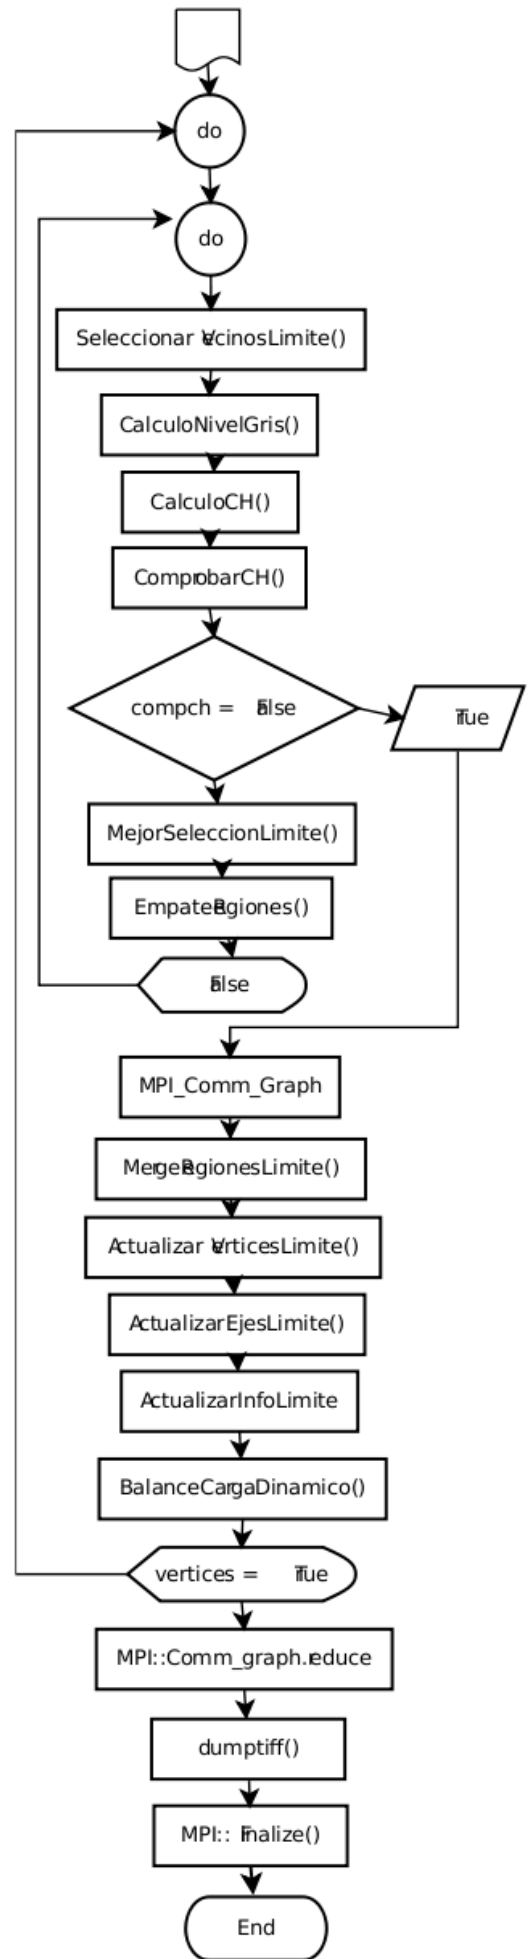 do
do
Seleccionar VecinosLimite()
CalculoNivelGris()
CalculoCH()
ComprobarCH()
compch = False
True
MejorSeleccionLimite()
EmpateRegiones()
False
MPI_Comm_Graph
MergeRegionesLimite()
Actualizar VerticesLimite()
ActualizarEjesLimite()
ActualizarInfoLimite
BalanceCargaDinamico()
vertices = True
MPI::Comm_graph.reduce
dumptiff()
MPI:: Finalize()
End